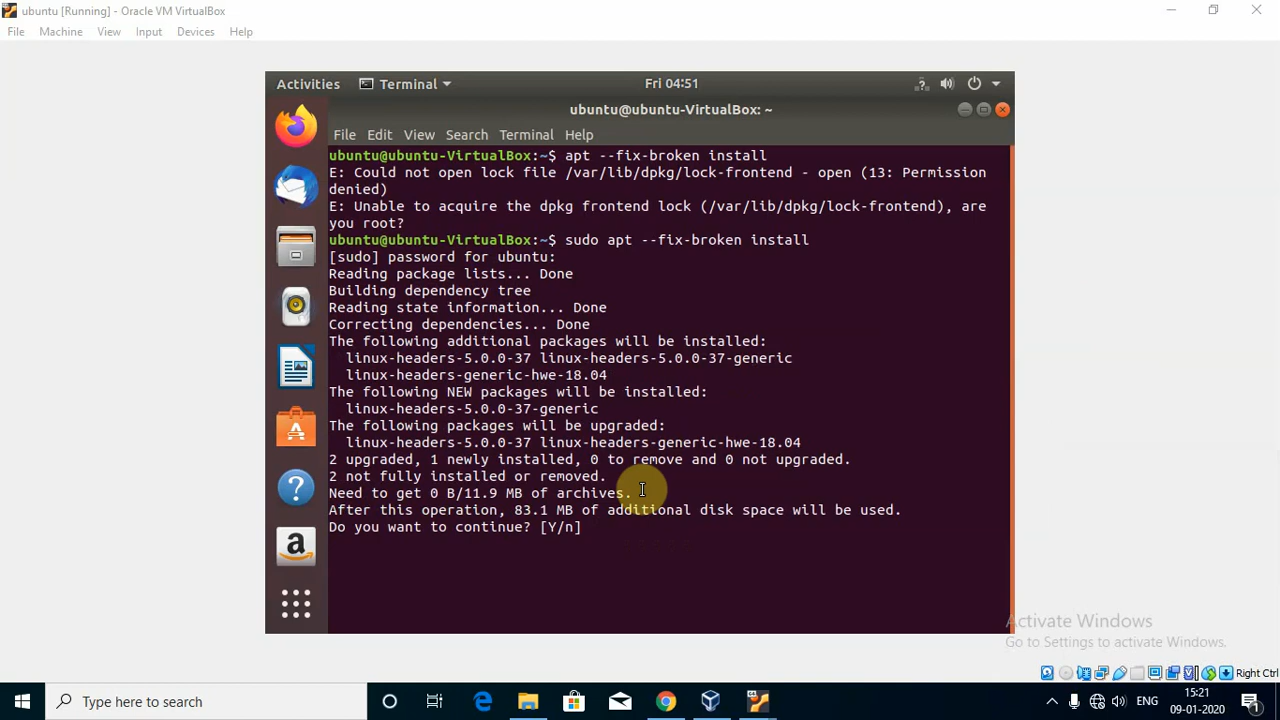 ubuntu [Running] - Oracle VM VirtualBox
File Machine View Input Devices Help
Activities Terminal Fri 04:51
ubuntu@ubuntu-VirtualBox: ~
File Edit View Search Terminal Help
ubuntu@ubuntu-VirtualBox:~$ apt --fix-broken install
E: Could not open lock file /var/lib/dpkg/lock-frontend - open (13: Permission
denied)
E: Unable to acquire the dpkg frontend lock (/var/lib/dpkg/lock-frontend), are
you root?
ubuntu@ubuntu-VirtualBox:~$ sudo apt --fix-broken install
[sudo] password for ubuntu:
Reading package lists... Done
Building dependency tree
Reading state information... Done
Correcting dependencies... Done
The following additional packages will be installed:
linux-headers-5.0.0-37 linux-headers-5.0.0-37-generic
linux-headers-generic-hwe-18.04
The following NEW packages will be installed:
linux-headers-5.0.0-37-generic
The following packages will be upgraded:
linux-headers-5.0.0-37 linux-headers-generic-hwe-18.04
2 upgraded, 1 newly installed, 0 to remove and 0 not upgraded.
2 not fully installed or removed.
Need to get 0 B/11.9 MB of archives.
After this operation, 83.1 MB of additional disk space will be used.
Do you want to continue? [Y/n]
Activate Windows
Go to Settings to activate Windows.
Right Ctrl
Type here to search
ENG
15:21
09-01-2020
1